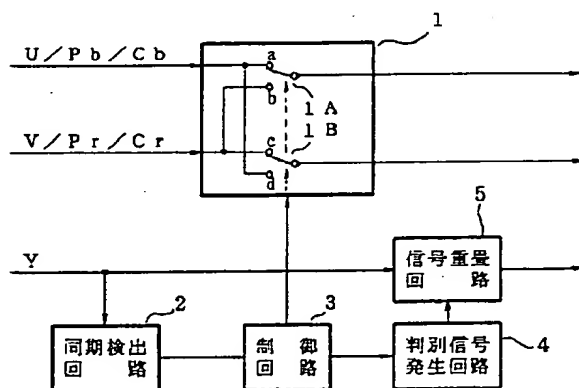 1
U/Pb/Cb
a
b
1A
1B
V/Pr/Cr
c
d
5
Y
信号重畳
回路
2
3
同期検出
回路
制御
回路
判別信号
発生回路
4